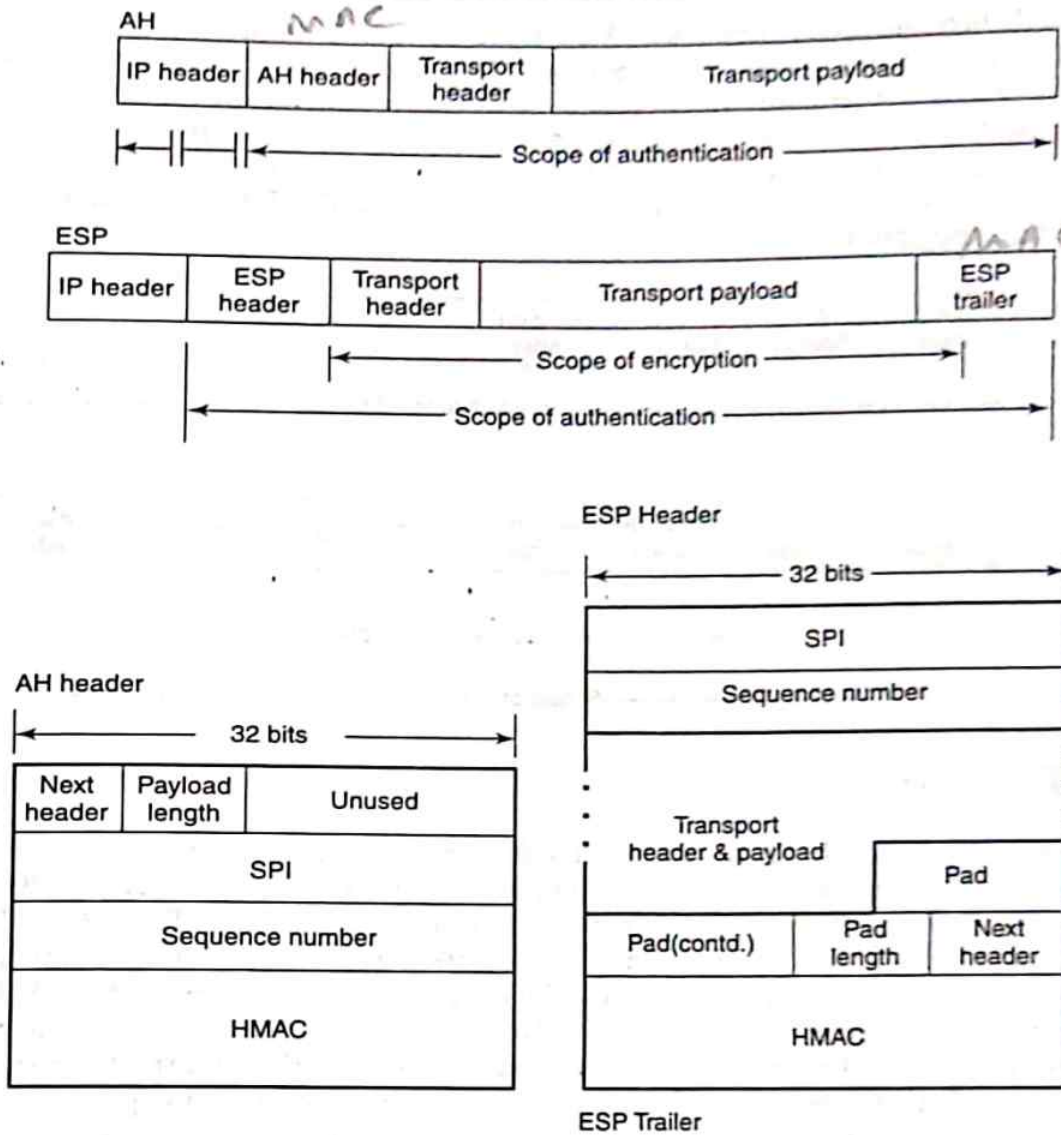 MAC
AH
IP header
AH header
Transport
header
Transport payload
Scope of authentication
ESP
IP header
ESP
header
Transport
header
Transport payload
ESP
trailer
Scope of encryption
Scope of authentication
ESP Header
32 bits
SPI
Sequence number
Transport
header & payload
Pad
Pad(contd.)
Pad
length
Next
header
HMAC
ESP Trailer
AH header
32 bits
Next
header
Payload
length
Unused
SPI
Sequence number
HMAC